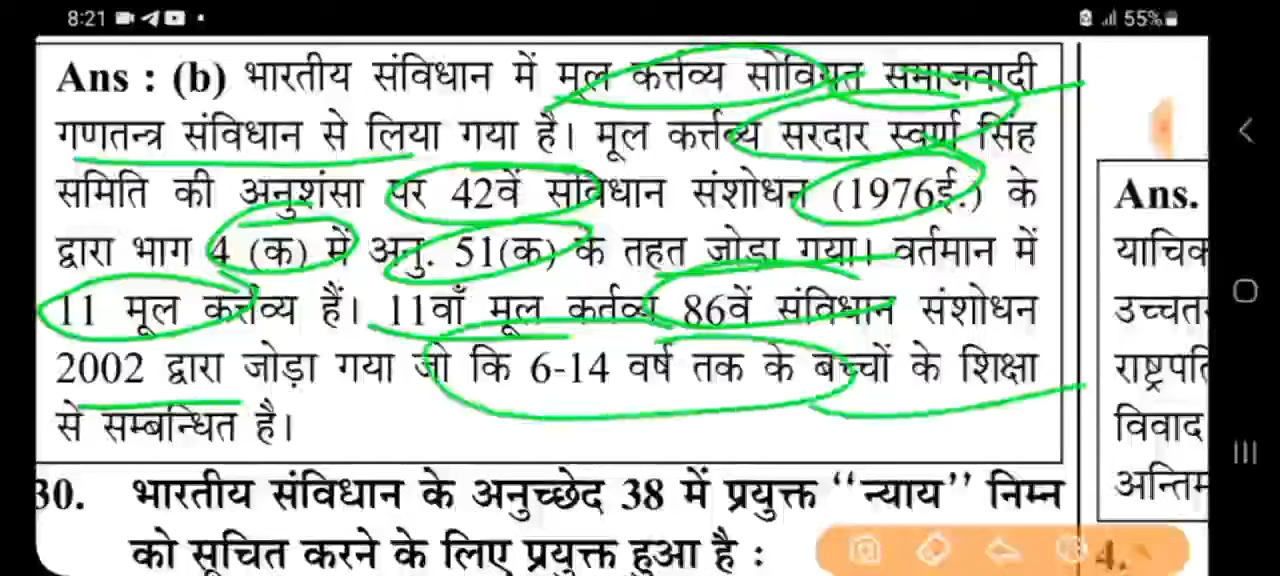 8:21
55%
Ans : (b) भारतीय संविधान में मूल कर्त्तव्य सोवियत समाजवादी
गणतन्त्र संविधान से लिया गया है। मूल कर्त्तव्य सरदार स्वर्ण सिंह
समिति की अनुशंसा पर 42वें संविधान संशोधन (1976ई.) के
द्वारा भाग 4 (क) में अनु. 51(क) के तहत जोड़ा गया। वर्तमान में
11 मूल कर्त्तव्य हैं। 11वाँ मूल कर्तव्य 86वें संविधान संशोधन
2002 द्वारा जोड़ा गया जो कि 6-14 वर्ष तक के बच्चों के शिक्षा
से सम्बन्धित है।
30. भारतीय संविधान के अनुच्छेद 38 में प्रयुक्त “न्याय” निम्न
को सूचित करने के लिए प्रयुक्त हुआ है :
Ans.
याचिक
उच्चत
राष्ट्रपति
विवाद
अन्तिम
4.